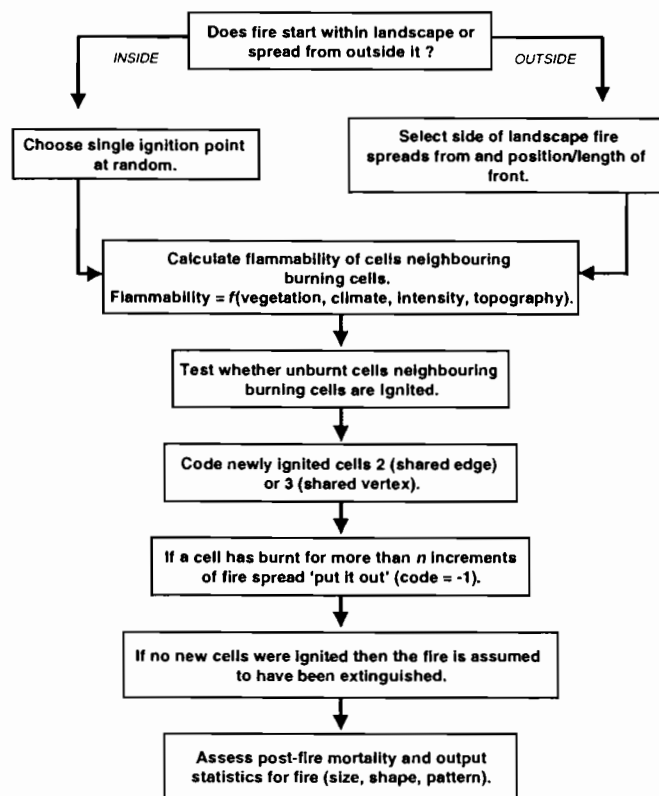 Does fire start within landscape or
spread from outside it ?
INSIDE
OUTSIDE
Choose single ignition point
at random.
Select side of landscape fire
spreads from and position/length of
front.
Calculate flammability of cells neighbouring
burning cells.
Flammability = f(vegetation, climate, intensity, topography).
Test whether unburnt cells neighbouring
burning cells are ignited.
Code newly ignited cells 2 (shared edge)
or 3 (shared vertex).
If a cell has burnt for more than n increments
of fire spread 'put it out' (code = -1).
If no new cells were ignited then the fire is assumed
to have been extinguished.
Assess post-fire mortality and output
statistics for fire (size, shape, pattern).